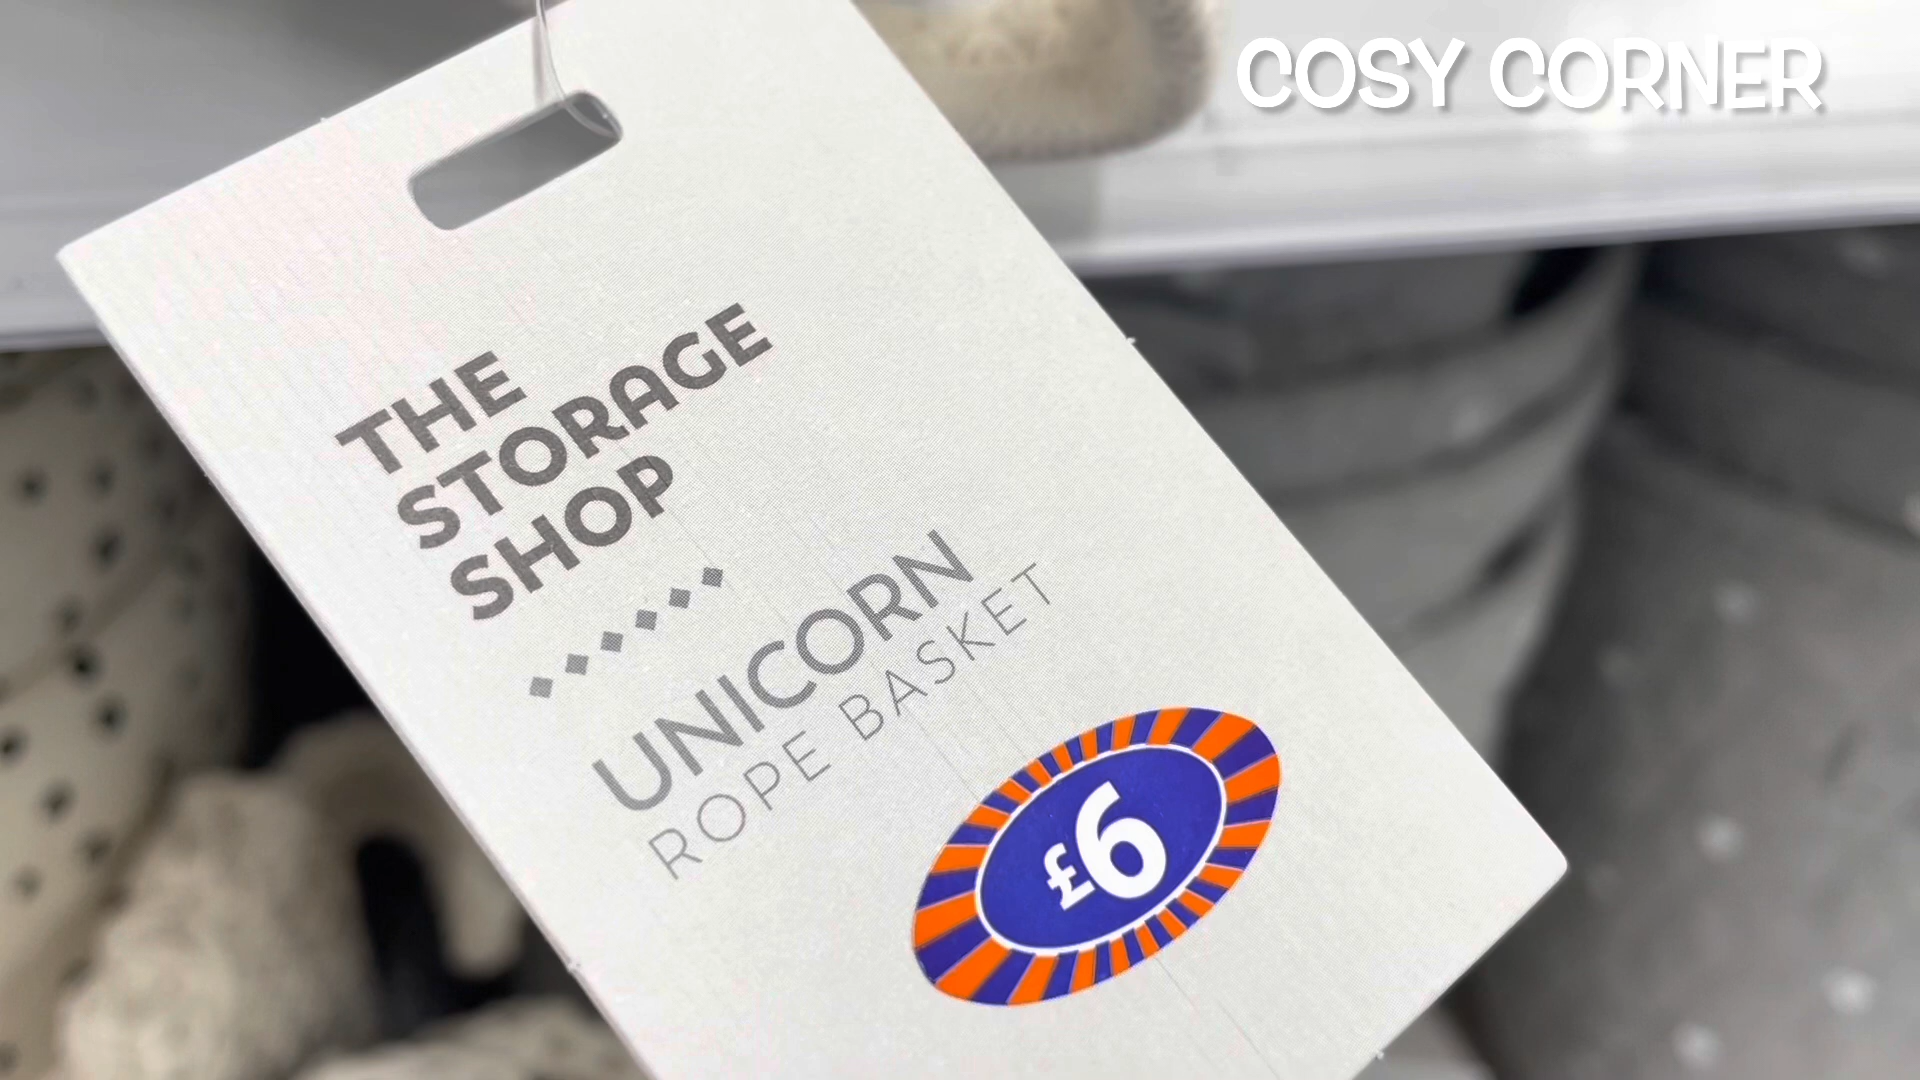 COSY CORNER
THE
STORAGE
SHOP
UNICORN
ROPE BASKET
£6